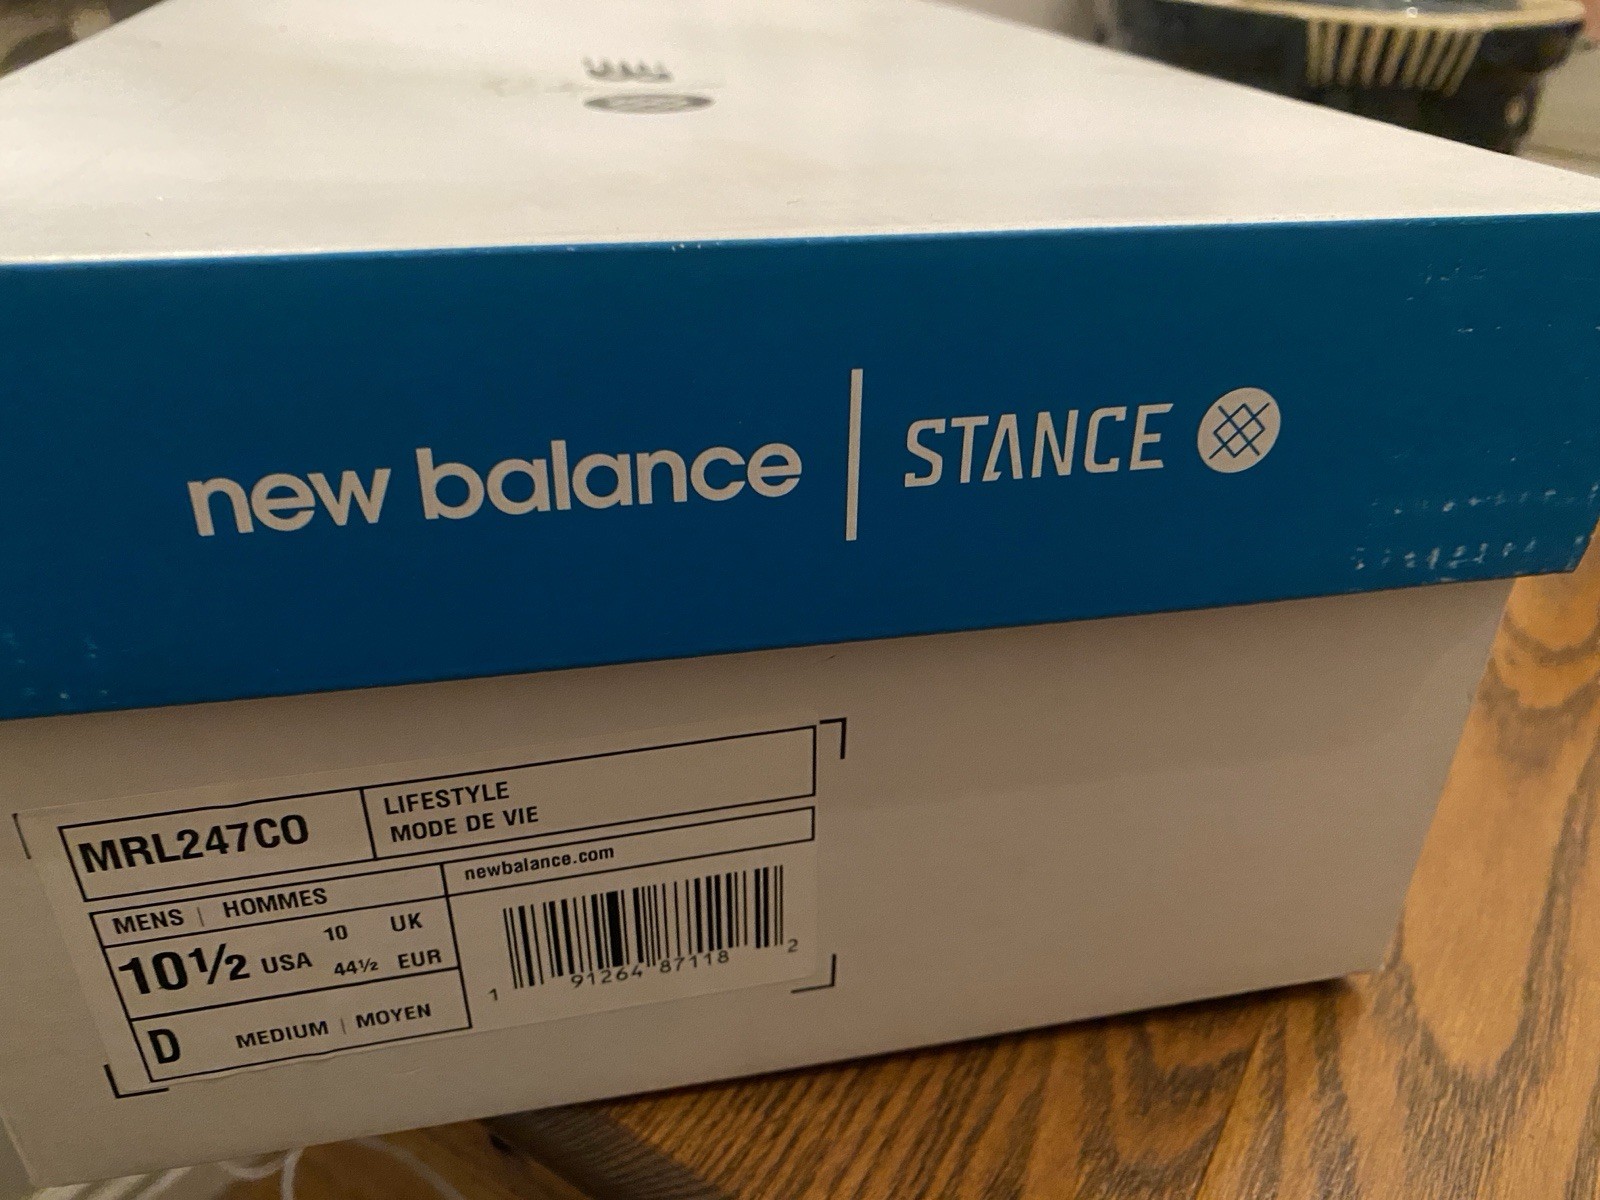 new balance | STANCE
MRL247CO
LIFESTYLE
MODE DE VIE
MENS | HOMMES
newbalance.com
10½ USA 10 UK
44½ EUR
D MEDIUM | MOYEN
1 91264 87118 2